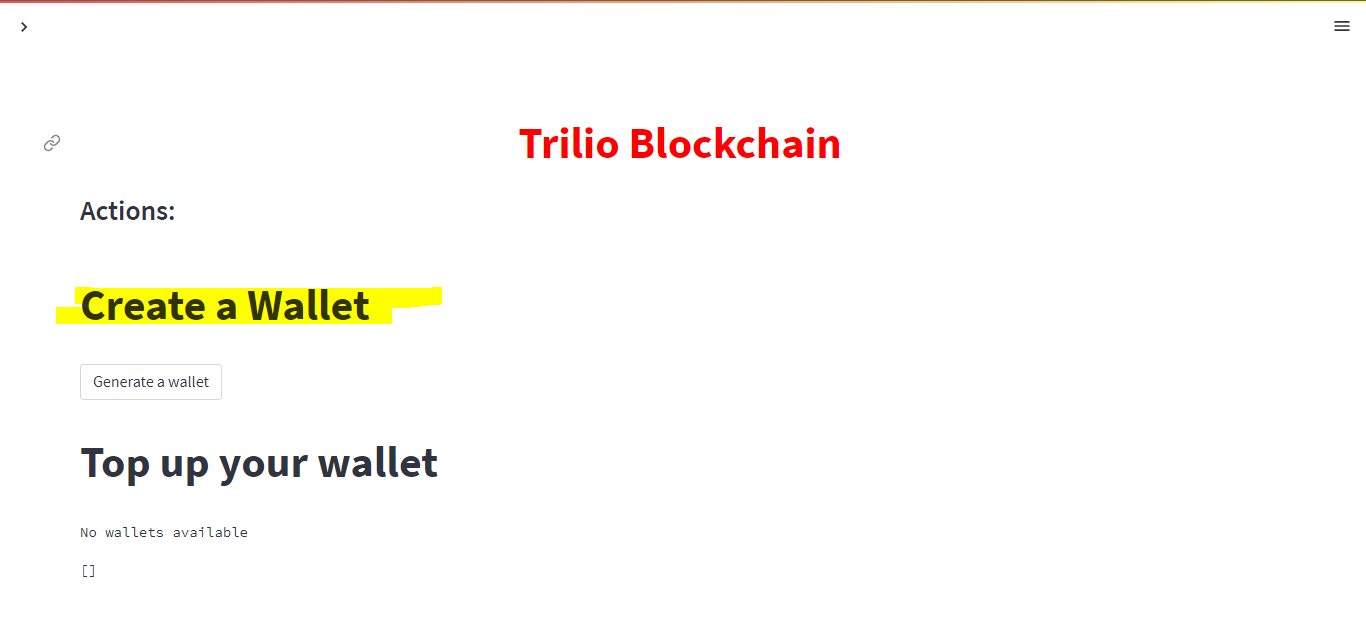 Trilio Blockchain
Actions:
Create a Wallet
Generate a wallet
Top up your wallet
No wallets available
[]